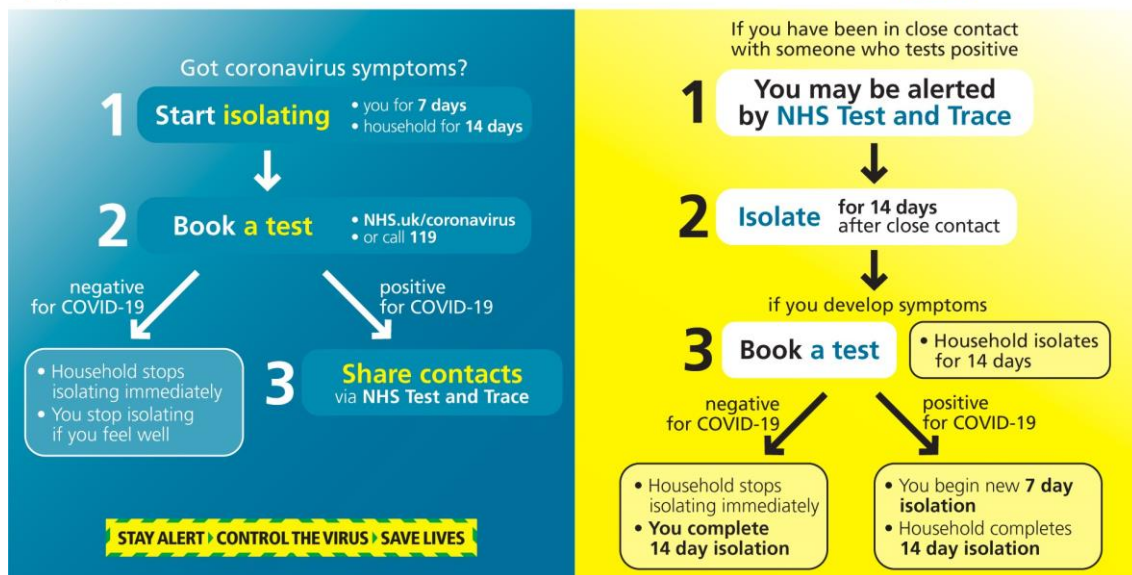 Got coronavirus symptoms?
1
Start isolating
• you for 7 days
• household for 14 days
2
Book a test
• NHS.uk/coronavirus
• or call 119
negative
for COVID-19
positive
for COVID-19
• Household stops
isolating immediately
• You stop isolating
if you feel well
3
Share contacts
via NHS Test and Trace
STAY ALERT CONTROL THE VIRUS SAVE LIVES
If you have been in close contact
with someone who tests positive
1
You may be alerted
by NHS Test and Trace
2
Isolate
for 14 days
after close contact
if you develop symptoms
3
Book a test
• Household isolates
for 14 days
negative
for COVID-19
positive
for COVID-19
• Household stops
isolating immediately
• You complete
14 day isolation
• You begin new 7 day
isolation
• Household completes
14 day isolation